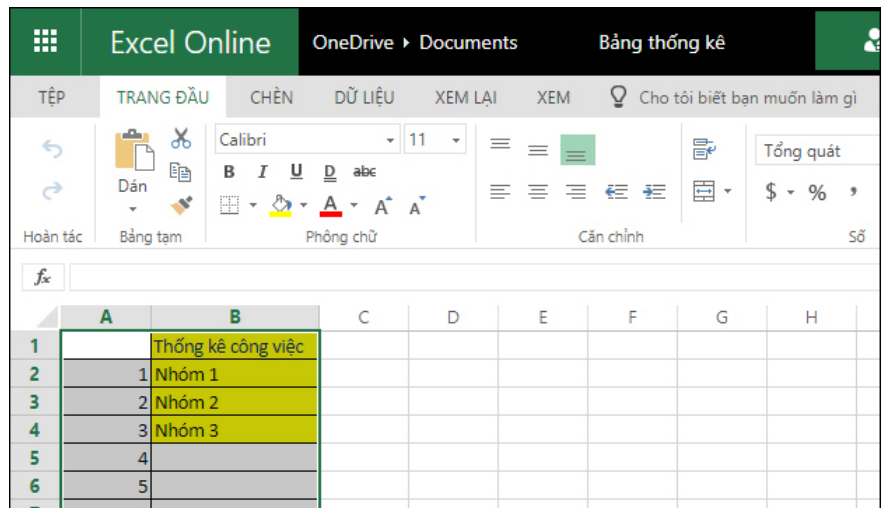 Excel Online OneDrive ▸ Documents Bảng thống kê
TỆP TRANG ĐẦU CHÈN DỮ LIỆU XEM LẠI XEM Cho tôi biết bạn muốn làm gì
Calibri 11 Tổng quát
Dán B I U D abc $ % ,
A A A
Hoàn tác Bảng tạm Phông chữ Căn chỉnh Số
fx
A B C D E F G H
1 Thống kê công việc
2 1 Nhóm 1
3 2 Nhóm 2
4 3 Nhóm 3
5 4
6 5